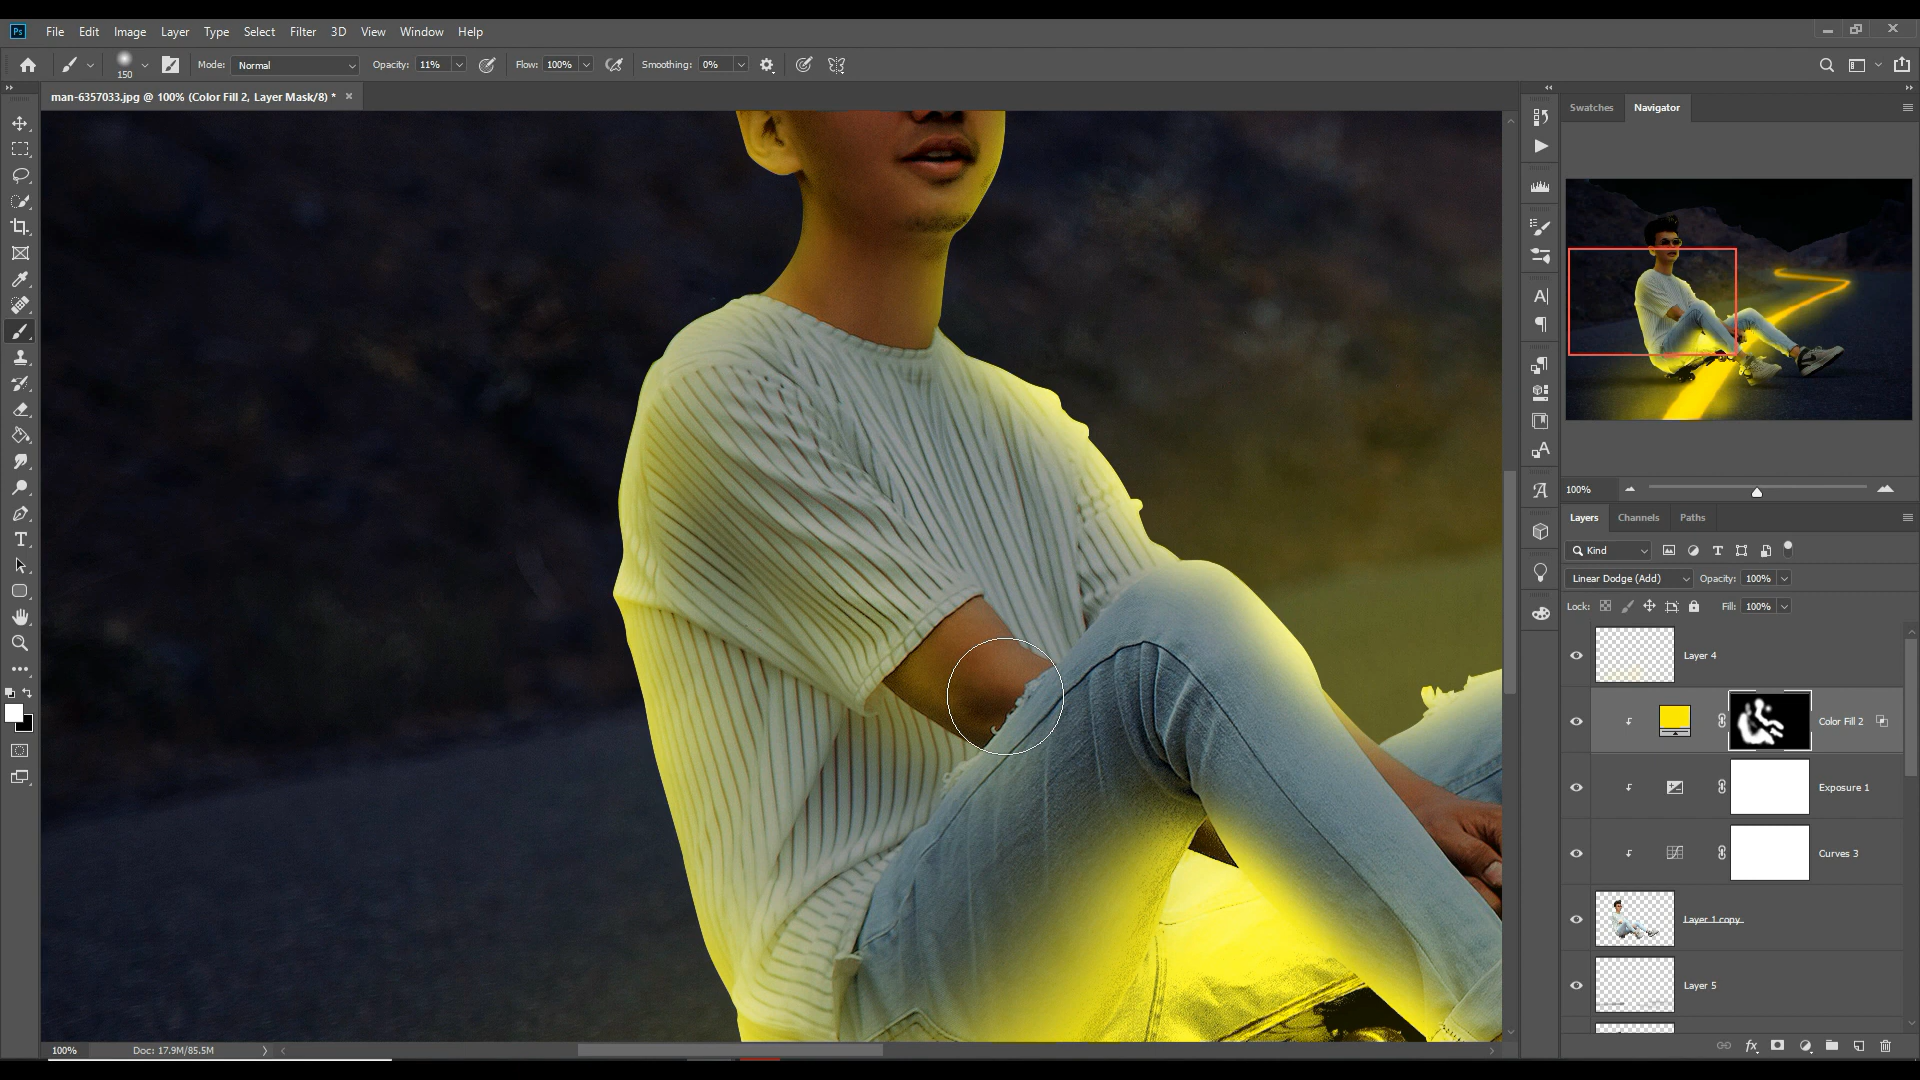 Ps File Edit Image Layer Type Select Filter 3D View Window Help
150 Mode: Normal Opacity: 11% Flow: 100% Smoothing: 0%
man-6357033.jpg @ 100% (Color Fill 2, Layer Mask/8) * ×
Swatches Navigator
100%
Layers Channels Paths
Kind
Linear Dodge (Add) Opacity: 100%
Lock: Fill: 100%
Layer 4
Color Fill 2
Exposure 1
Curves 3
Layer 1 copy
Layer 5
fx
100% Doc: 17.9M/85.5M